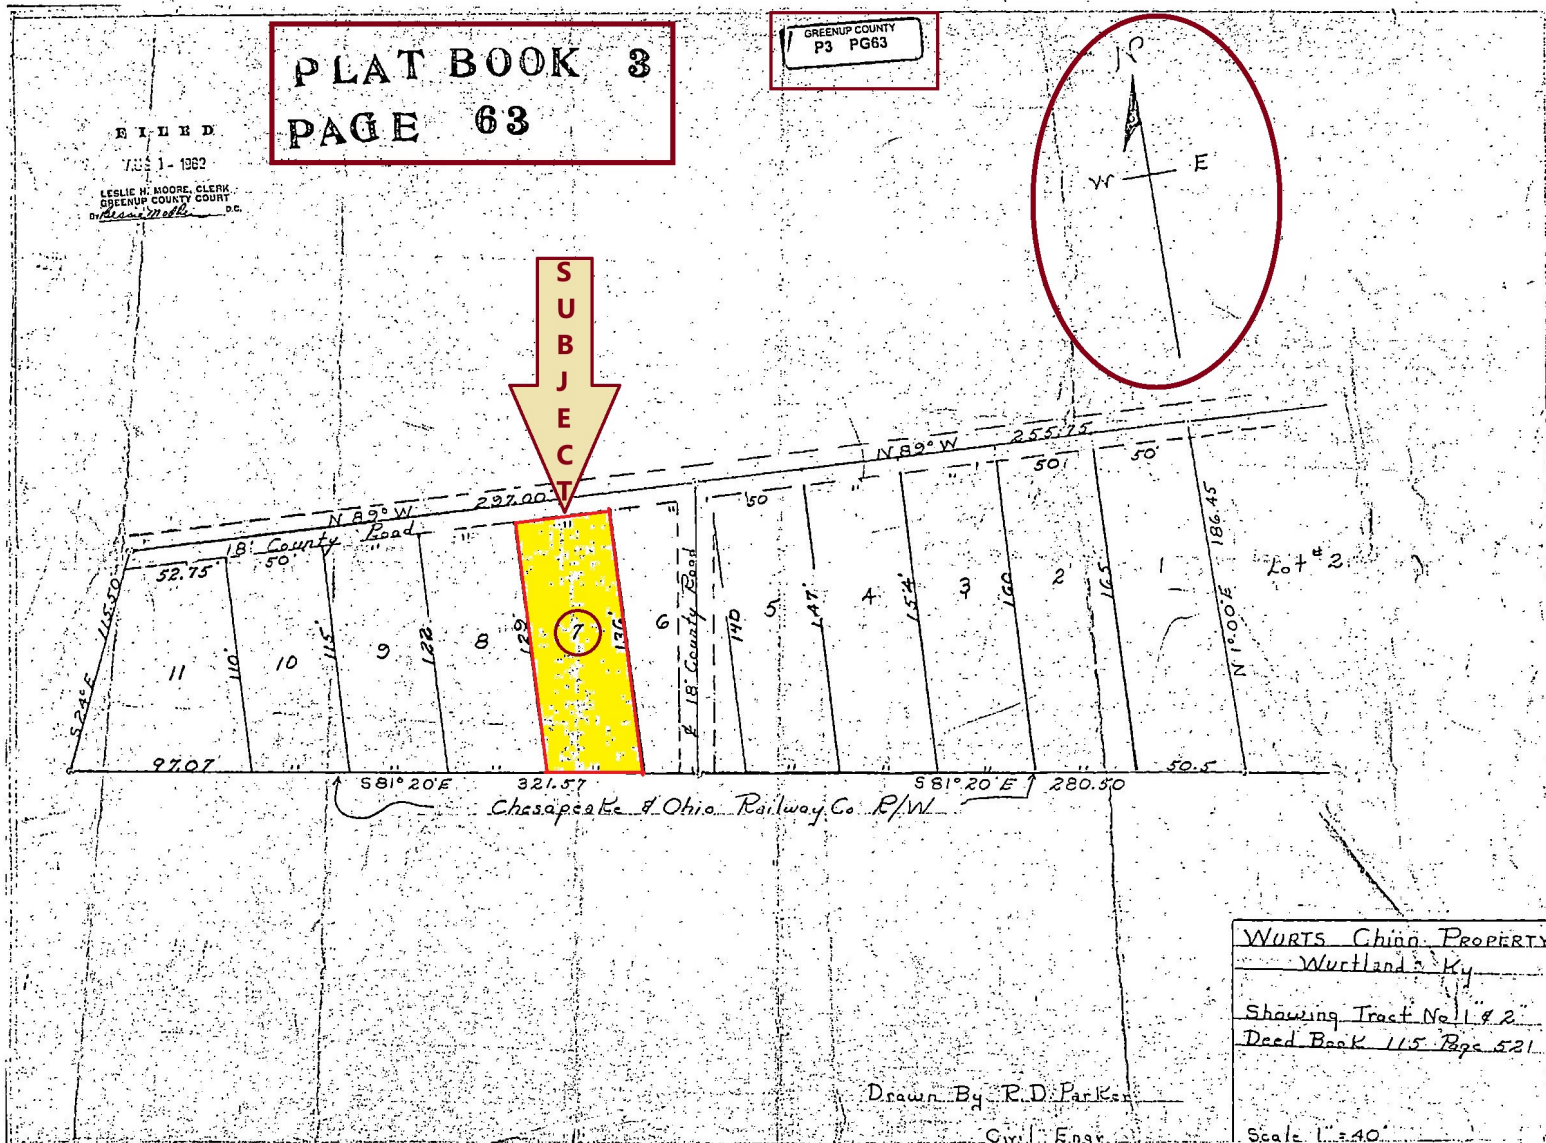 PLAT BOOK 3
PAGE 63
GREENUP COUNTY
P3 PG63
FILED
AUG 1 - 1962
LESLIE H. MOORE, CLERK
GREENUP COUNTY COURT
By D.C.
N
W E
S
U
B
J
E
C
T
N 89° W 255.75
50' 50'
297.00
N 89° W
18' County Road
50
" "
" " "
52.75' 50'
S 24° E 115.50
11 110' 10 115' 9 122' 8 129' 7 136' 6
₵ 18' County Road
140 5 147' 4 154' 3 160 2 165 1
N 1° 00' E 186.45
Lot #2
97.07 " " " "
50.5
S 81° 20' E 321.57
S 81° 20' E 280.50
Chesapeake & Ohio Railway Co R/W
WURTS Chinn PROPERTY
Wurtland - Ky
Showing Tract No 1 & 2
Deed Book 115 Page 521
Drawn By R.D. Parker
Civil Engr
Scale 1" = 40'